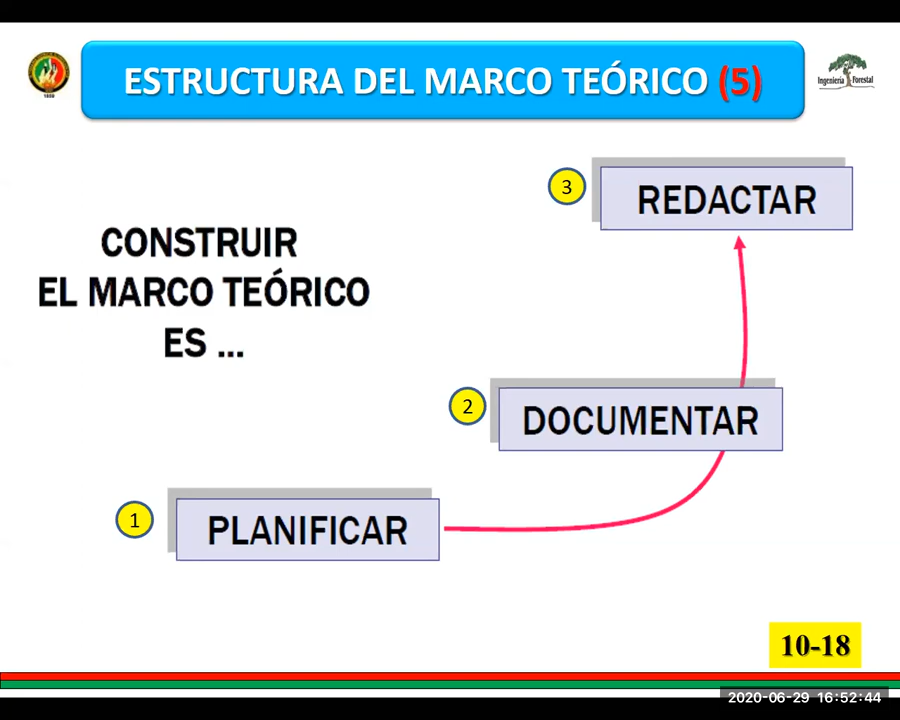 ESTRUCTURA DEL MARCO TEÓRICO (5)
1859
Ingeniería Forestal
CONSTRUIR
EL MARCO TEÓRICO
ES ...
3
REDACTAR
2
DOCUMENTAR
1
PLANIFICAR
10-18
2020-06-29 16:52:44